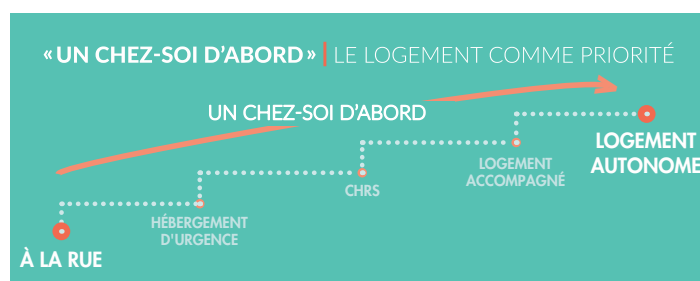 « UN CHEZ-SOI D'ABORD » | LE LOGEMENT COMME PRIORITÉ
UN CHEZ-SOI D'ABORD
LOGEMENT
AUTONOME
LOGEMENT
ACCOMPAGNÉ
CHRS
HÉBERGEMENT
D'URGENCE
À LA RUE